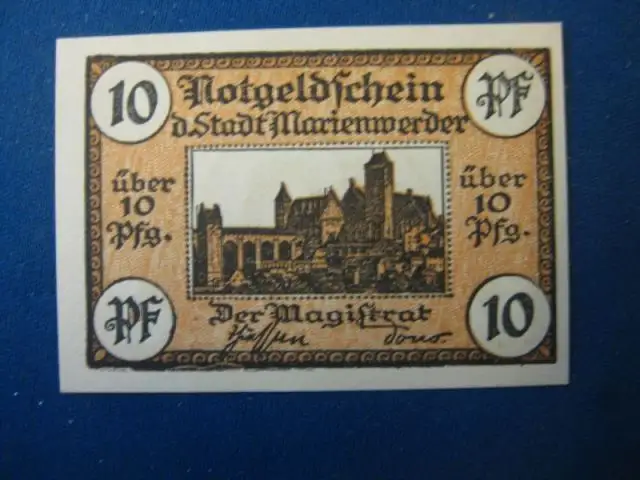 10 Notgeldschein PF
d. Stadt Marienwerder
über
10
Pfg.
über
10
Pfg.
Der Magistrat
PF 10